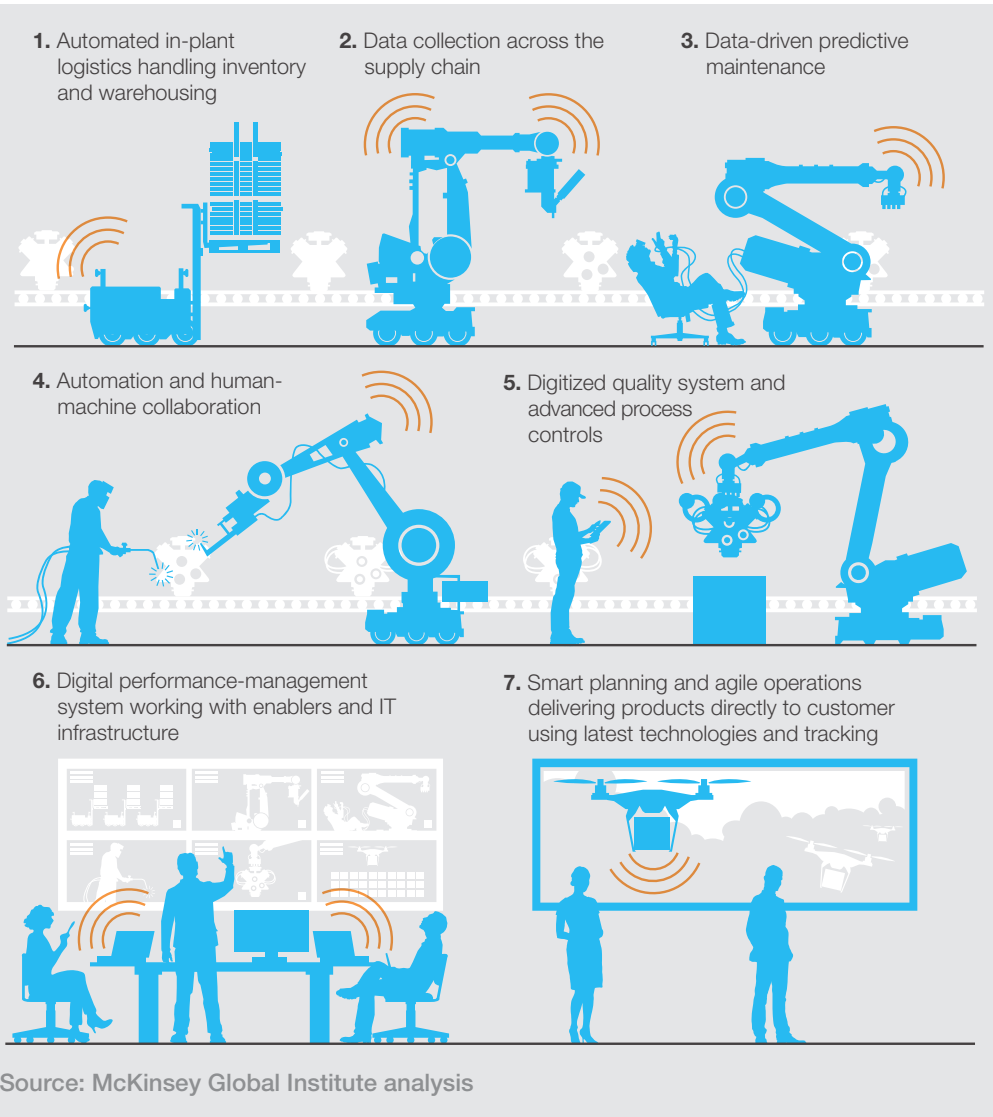 1. Automated in-plant
logistics handling inventory
and warehousing
2. Data collection across the
supply chain
3. Data-driven predictive
maintenance
4. Automation and human-
machine collaboration
5. Digitized quality system and
advanced process
controls
6. Digital performance-management
system working with enablers and IT
infrastructure
7. Smart planning and agile operations
delivering products directly to customer
using latest technologies and tracking
Source: McKinsey Global Institute analysis